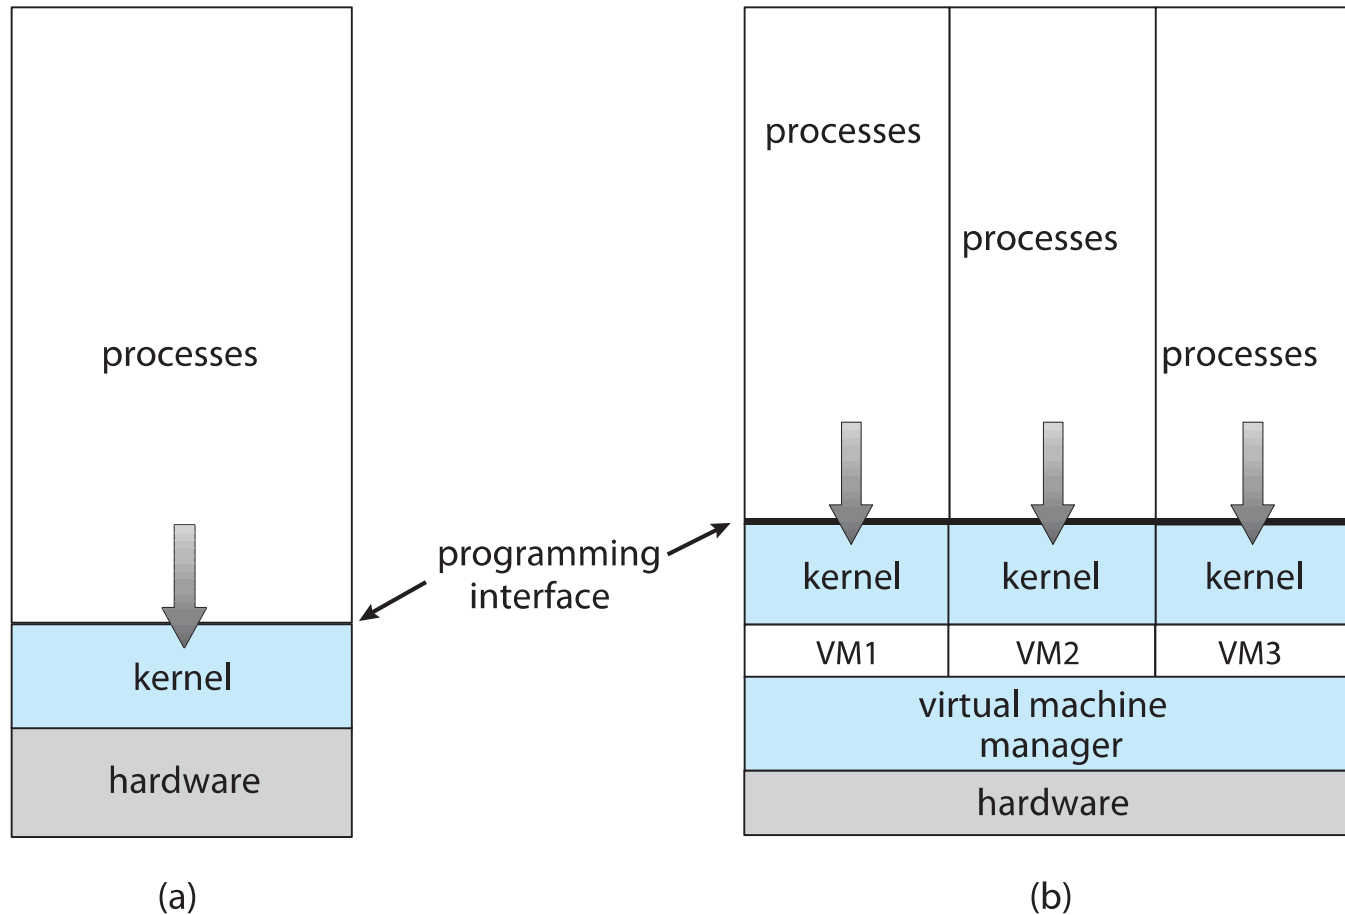 processes
kernel
hardware
(a)
programming
interface
processes
processes
processes
kernel
kernel
kernel
VM1
VM2
VM3
virtual machine
manager
hardware
(b)